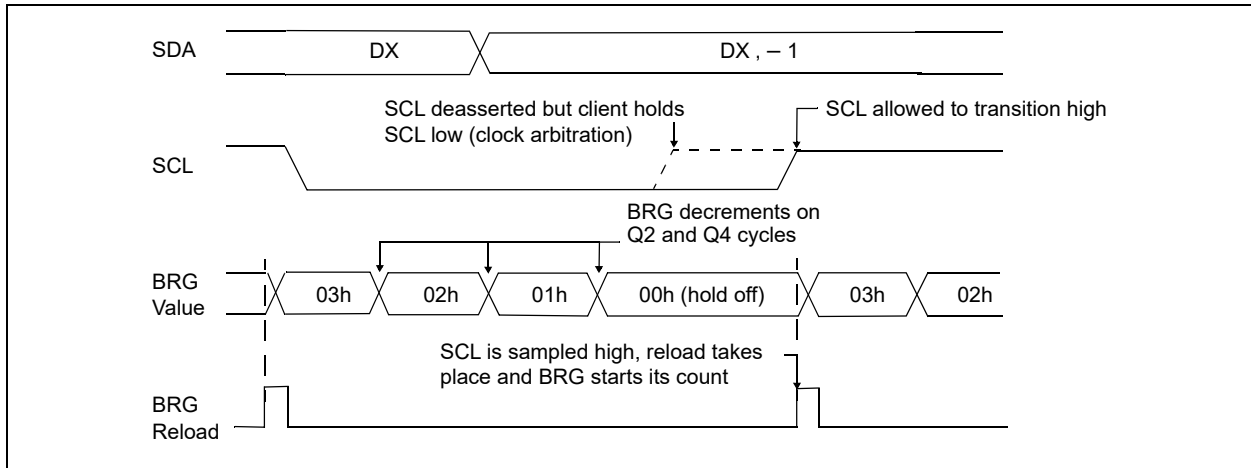 SDA
DX
DX , – 1
SCL deasserted but client holds
SCL low (clock arbitration)
SCL allowed to transition high
SCL
BRG decrements on
Q2 and Q4 cycles
BRG
Value
03h
02h
01h
00h (hold off)
03h
02h
SCL is sampled high, reload takes
place and BRG starts its count
BRG
Reload